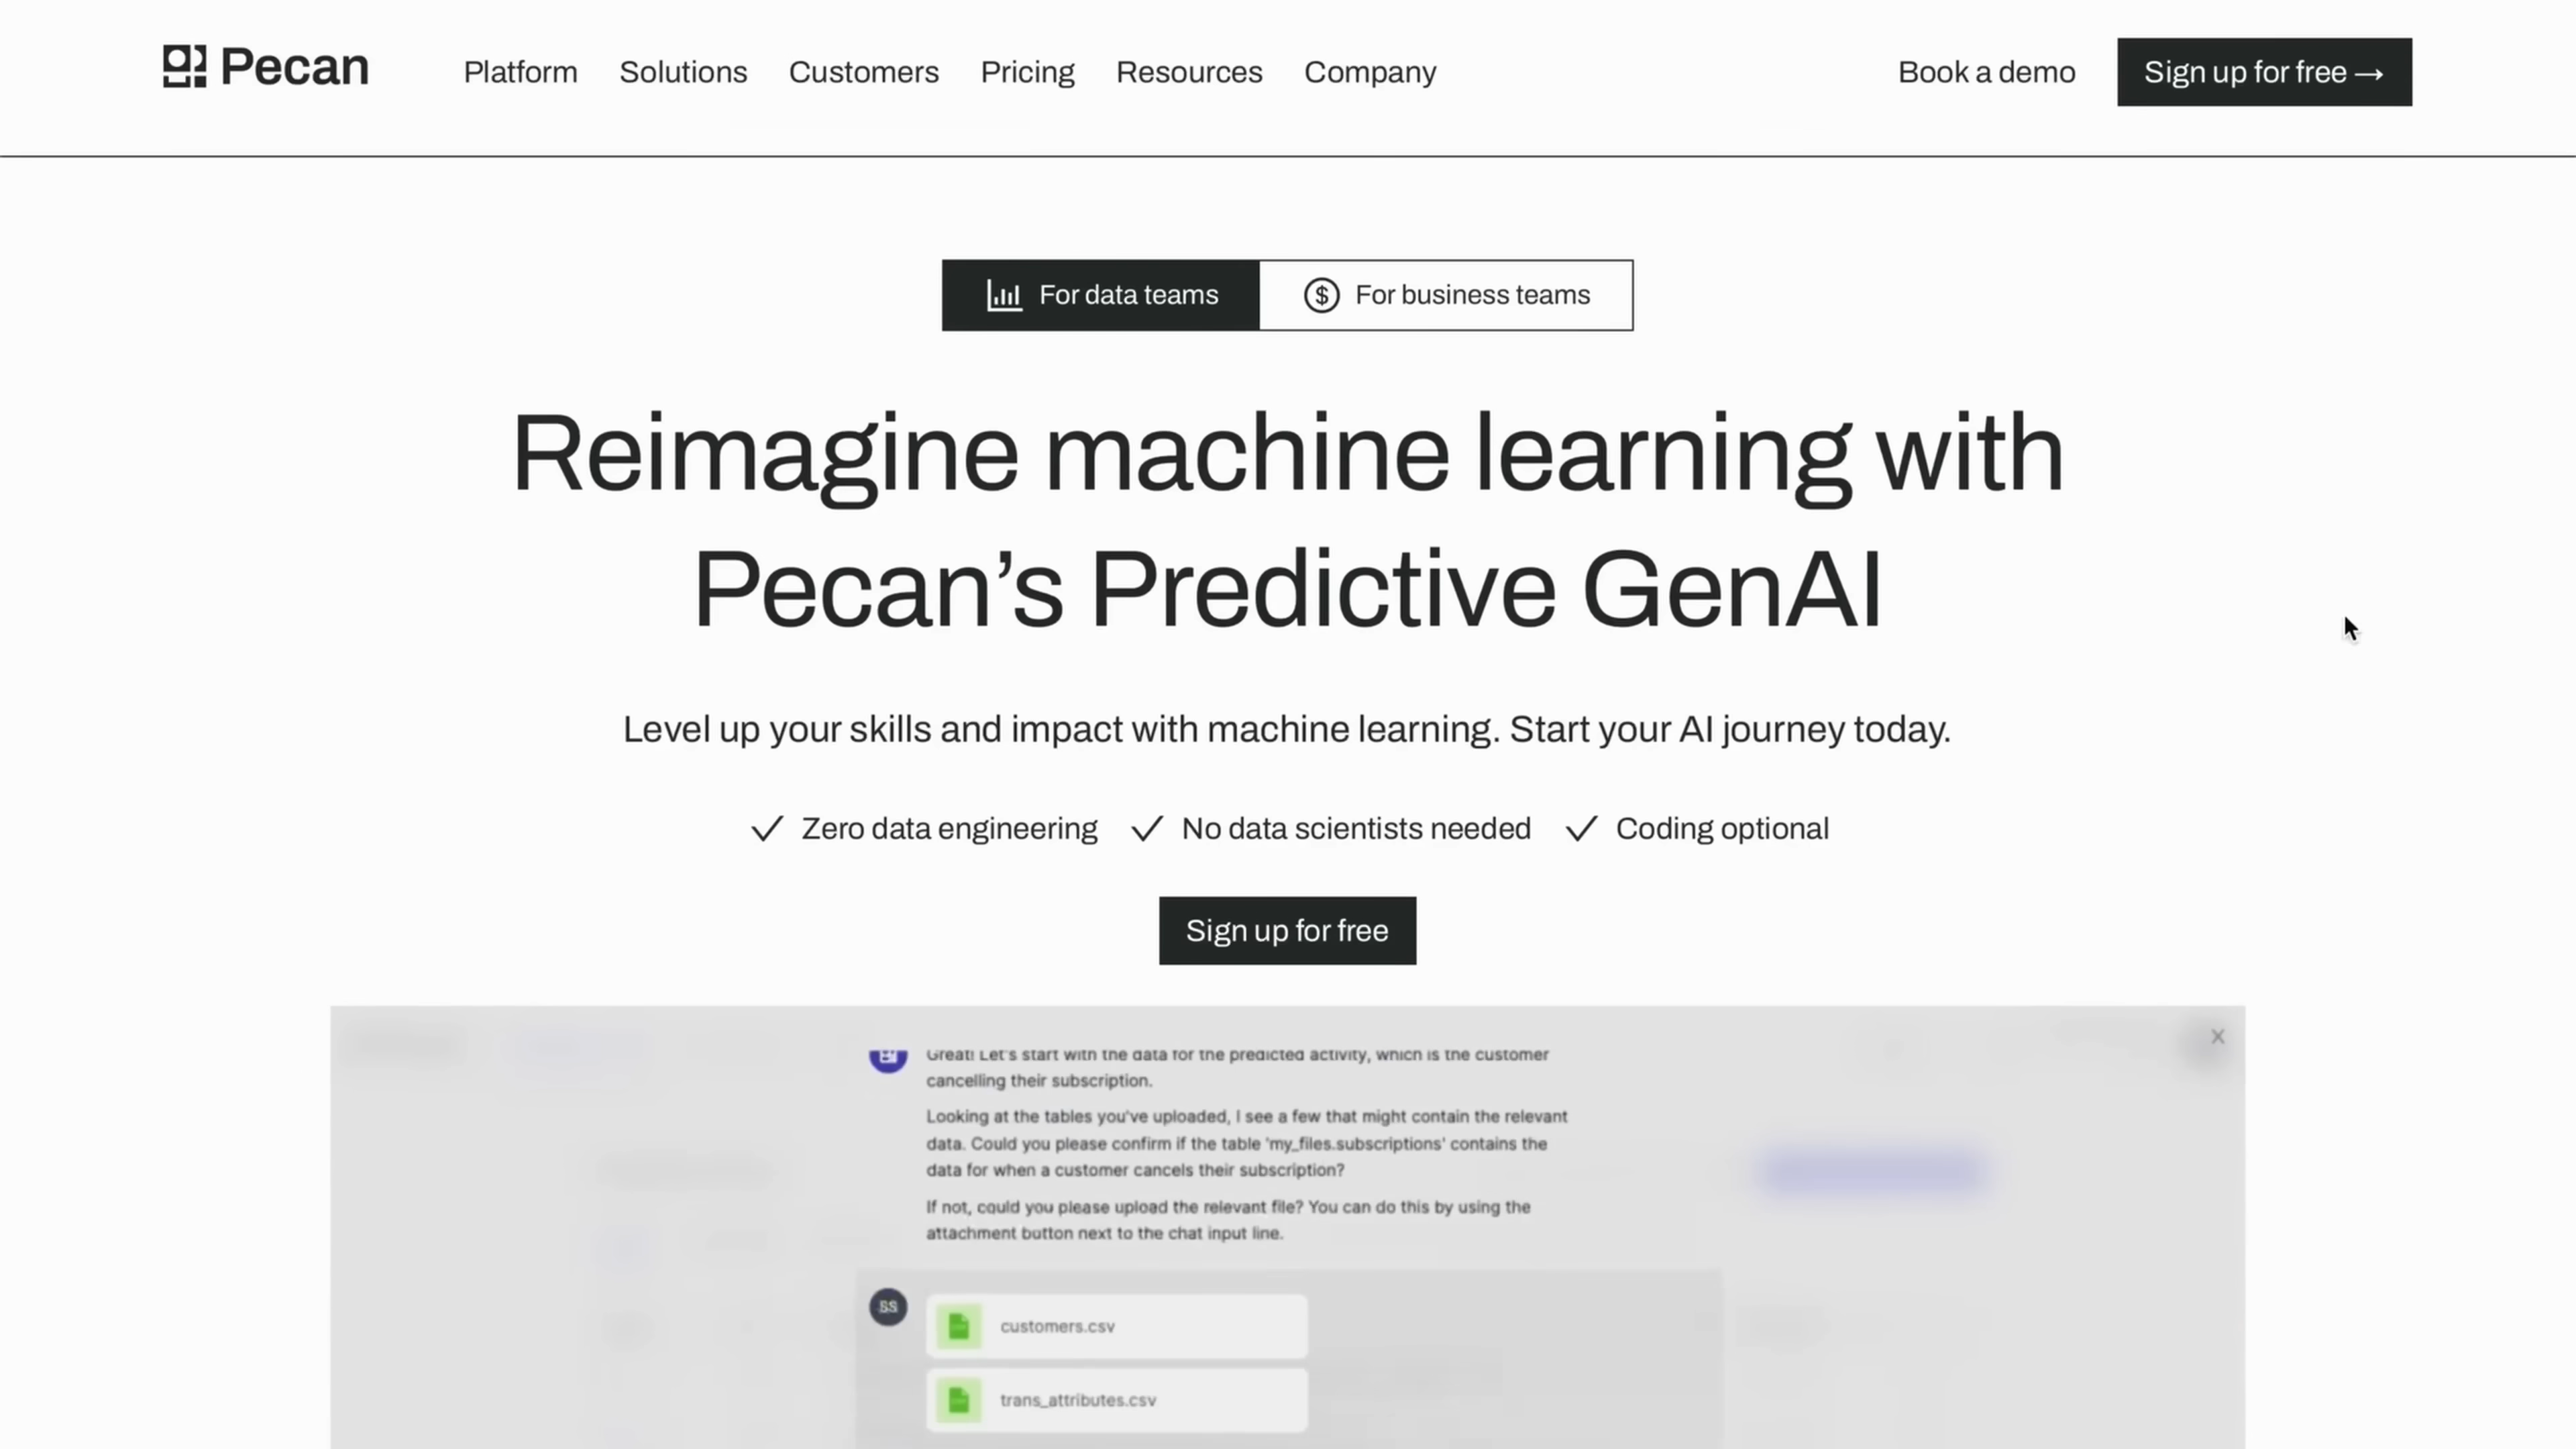 Pecan
Platform
Solutions
Customers
Pricing
Resources
Company
Book a demo
Sign up for free →
For data teams
For business teams
Reimagine machine learning with
Pecan’s Predictive GenAI
Level up your skills and impact with machine learning. Start your AI journey today.
Zero data engineering
No data scientists needed
Coding optional
Sign up for free
Great! Let's start with the data for the predicted activity, which is the customer
cancelling their subscription.
Looking at the tables you've uploaded, I see a few that might contain the relevant
data. Could you please confirm if the table 'my_files.subscriptions' contains the
data for when a customer cancels their subscription?
If not, could you please upload the relevant file? You can do this by using the
attachment button next to the chat input line.
SS
customers.csv
trans_attributes.csv